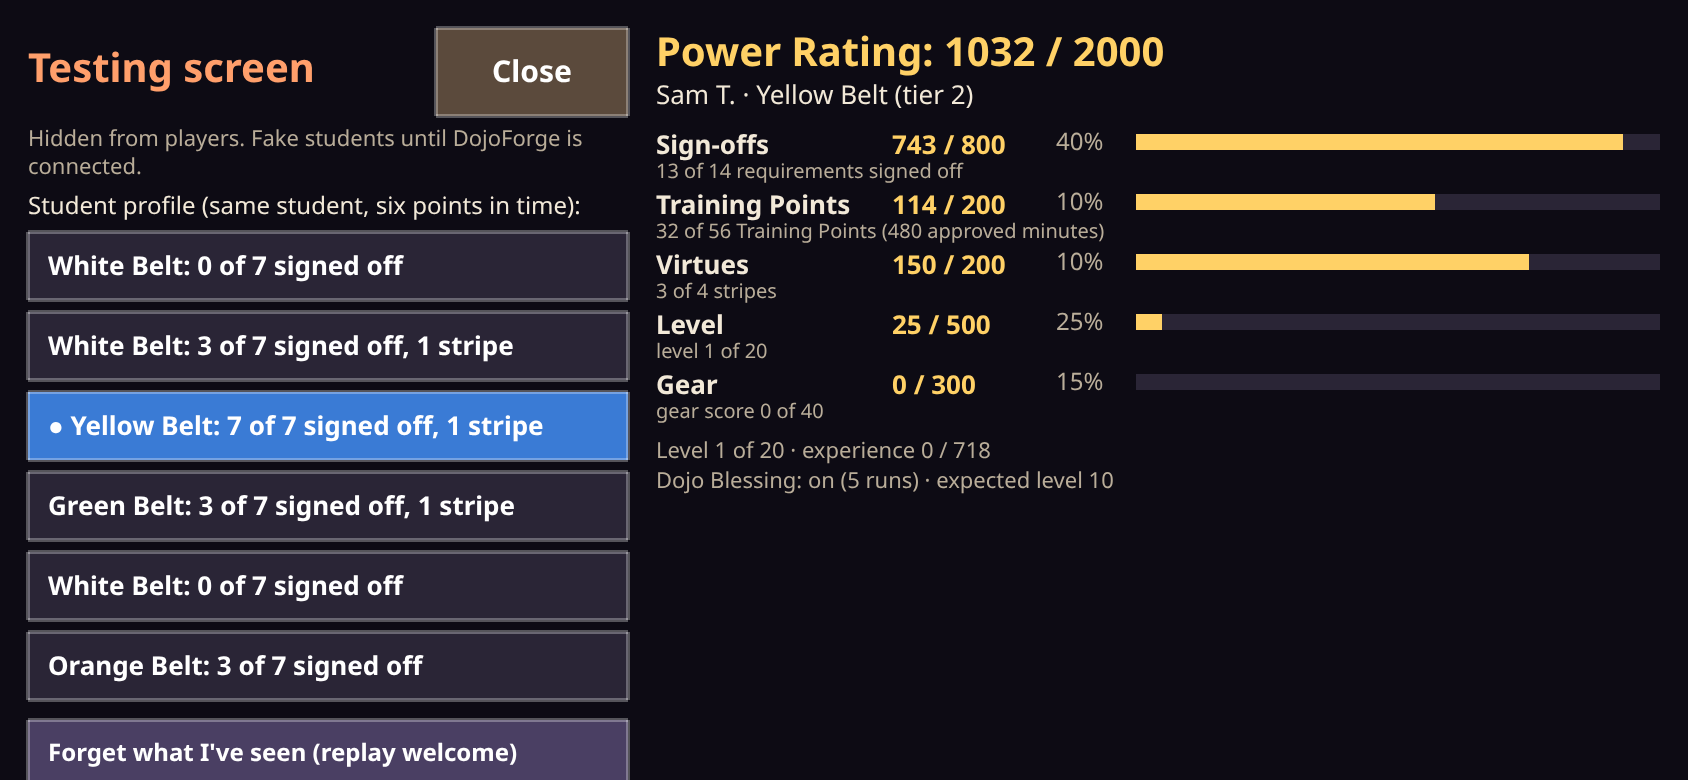 Testing screen
Close
Hidden from players. Fake students until DojoForge is
connected.
Student profile (same student, six points in time):
White Belt: 0 of 7 signed off
White Belt: 3 of 7 signed off, 1 stripe
● Yellow Belt: 7 of 7 signed off, 1 stripe
Green Belt: 3 of 7 signed off, 1 stripe
White Belt: 0 of 7 signed off
Orange Belt: 3 of 7 signed off
Forget what I've seen (replay welcome)
Power Rating: 1032 / 2000
Sam T. · Yellow Belt (tier 2)
Sign-offs 743 / 800 40%
13 of 14 requirements signed off
Training Points 114 / 200 10%
32 of 56 Training Points (480 approved minutes)
Virtues 150 / 200 10%
3 of 4 stripes
Level 25 / 500 25%
level 1 of 20
Gear 0 / 300 15%
gear score 0 of 40
Level 1 of 20 · experience 0 / 718
Dojo Blessing: on (5 runs) · expected level 10